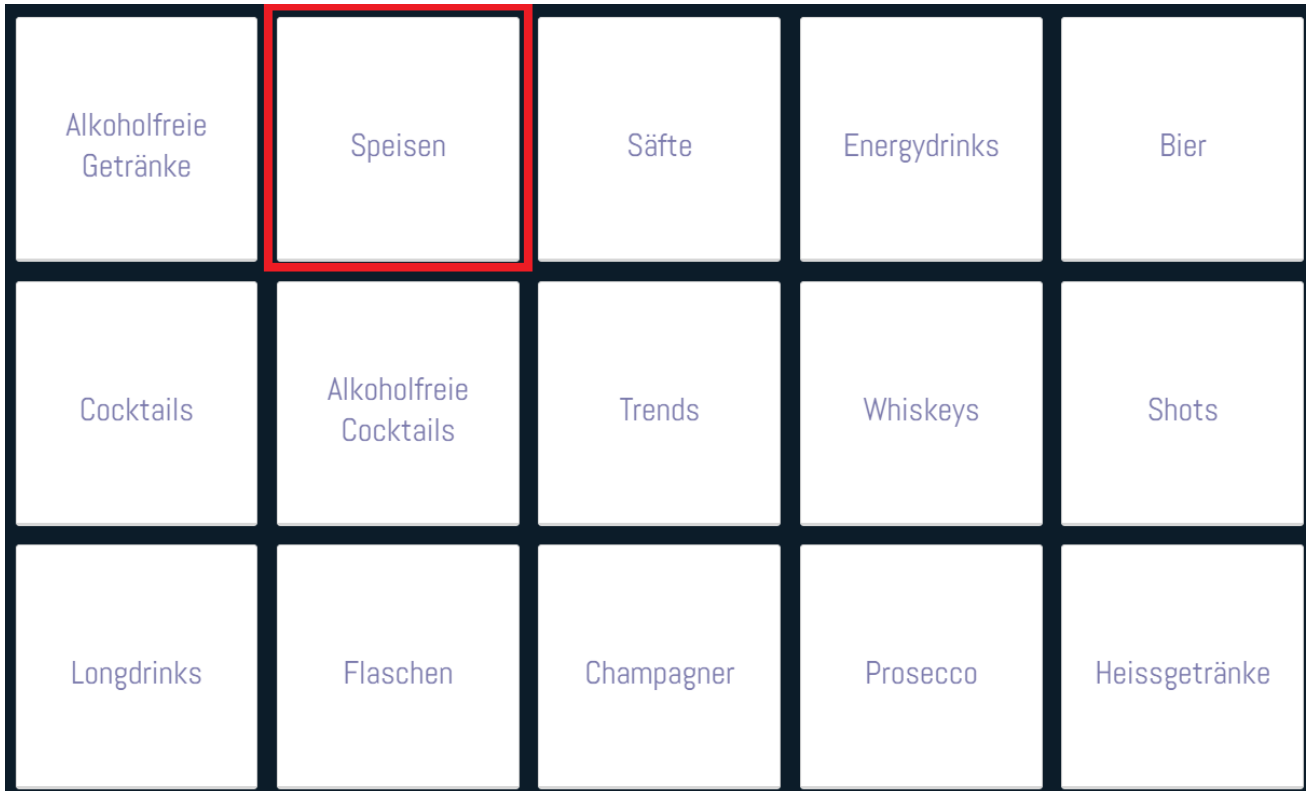 Alkoholfreie
Getränke
Speisen
Säfte
Energydrinks
Bier
Cocktails
Alkoholfreie
Cocktails
Trends
Whiskeys
Shots
Longdrinks
Flaschen
Champagner
Prosecco
Heissgetränke